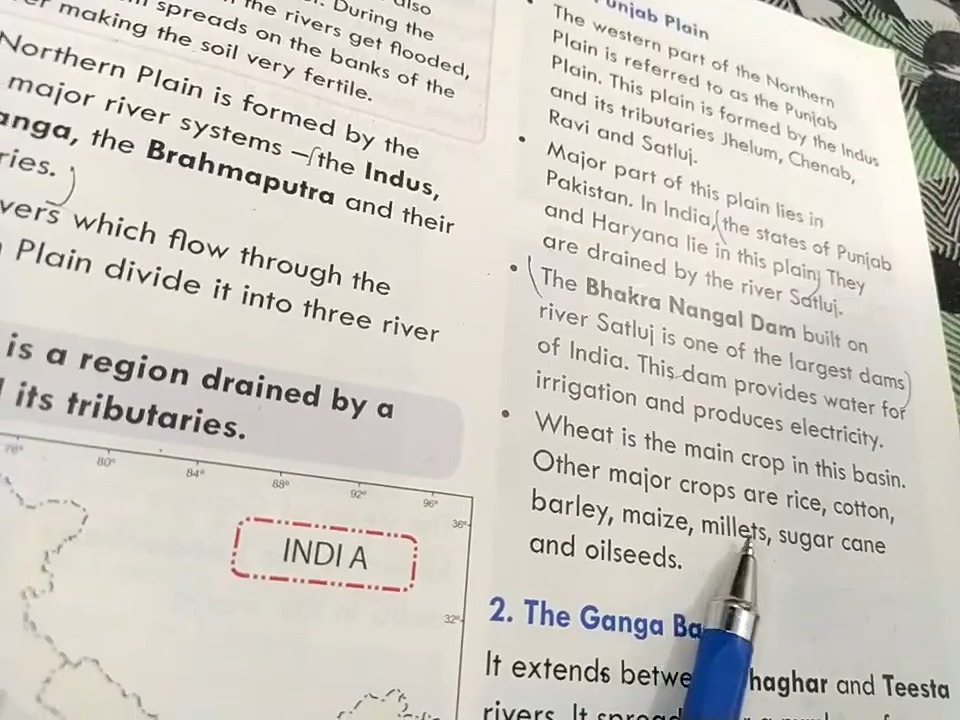 also
During the
the rivers get flooded,
spreads on the banks of the
making the soil very fertile.
Northern Plain is formed by the
major river systems – the Indus,
the Brahmaputra and their
which flow through the
Plain divide it into three river
is a region drained by a
its tributaries.
80° 84° 88° 92° 96°
36°
INDIA
32°
Plain
The western part of the Northern
Plain is referred to as the Punjab
Plain. This plain is formed by the Indus
and its tributaries Jhelum, Chenab,
Ravi and Satluj.
• Major part of this plain lies in
Pakistan. In India, the states of Punjab
and Haryana lie in this plain. They
are drained by the river Satluj.
• The Bhakra Nangal Dam built on
river Satluj is one of the largest dams
of India. This dam provides water for
irrigation and produces electricity.
• Wheat is the main crop in this basin.
Other major crops are rice, cotton,
barley, maize, millets, sugar cane
and oilseeds.
2. The Ganga
It extends and Teesta
rivers. It